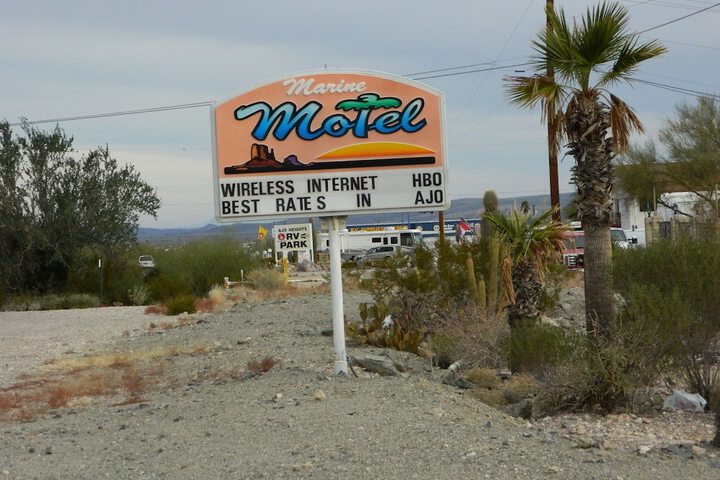 Marine
Motel
WIRELESS INTERNET HBO
BEST RATES IN AJO
AJO HEIGHTS
RV
PARK